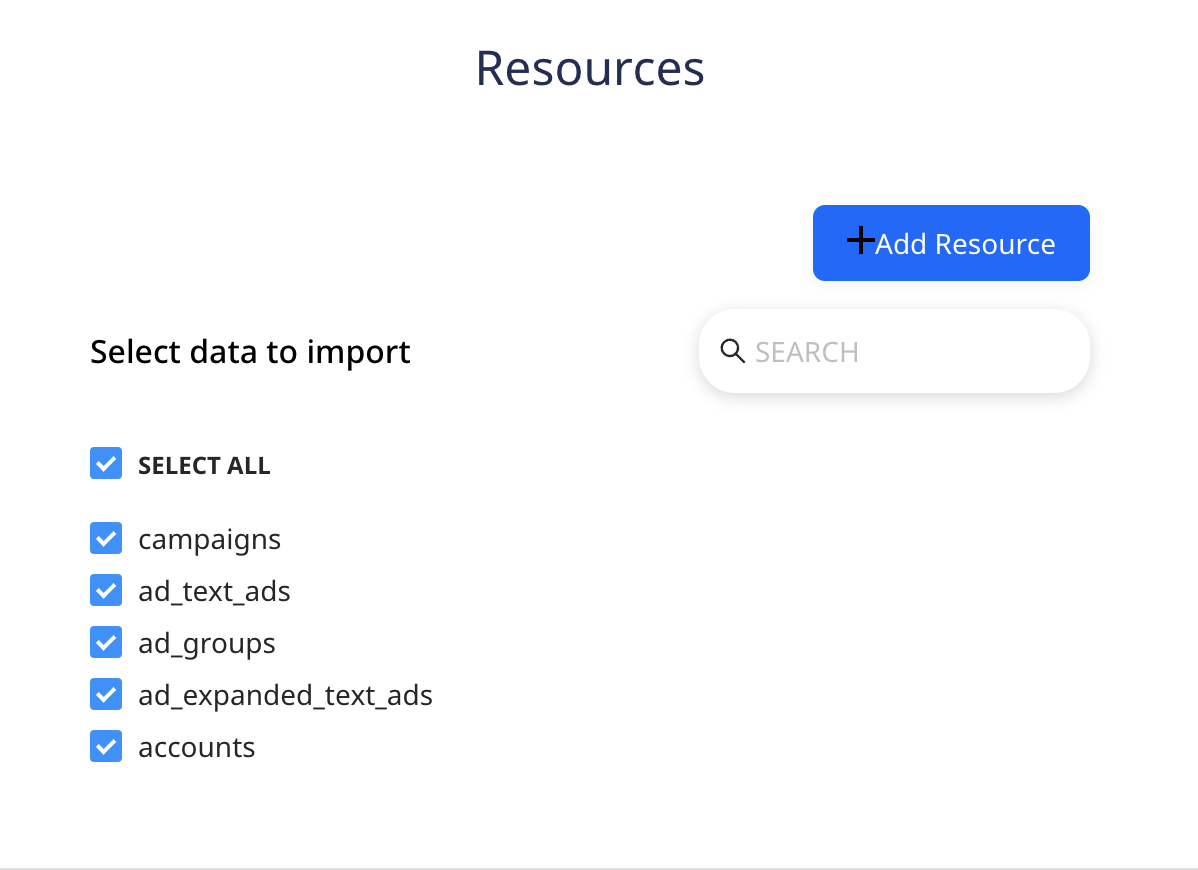 Resources
Add Resource
Select data to import
SEARCH
SELECT ALL
campaigns
ad_text_ads
ad_groups
ad_expanded_text_ads
accounts